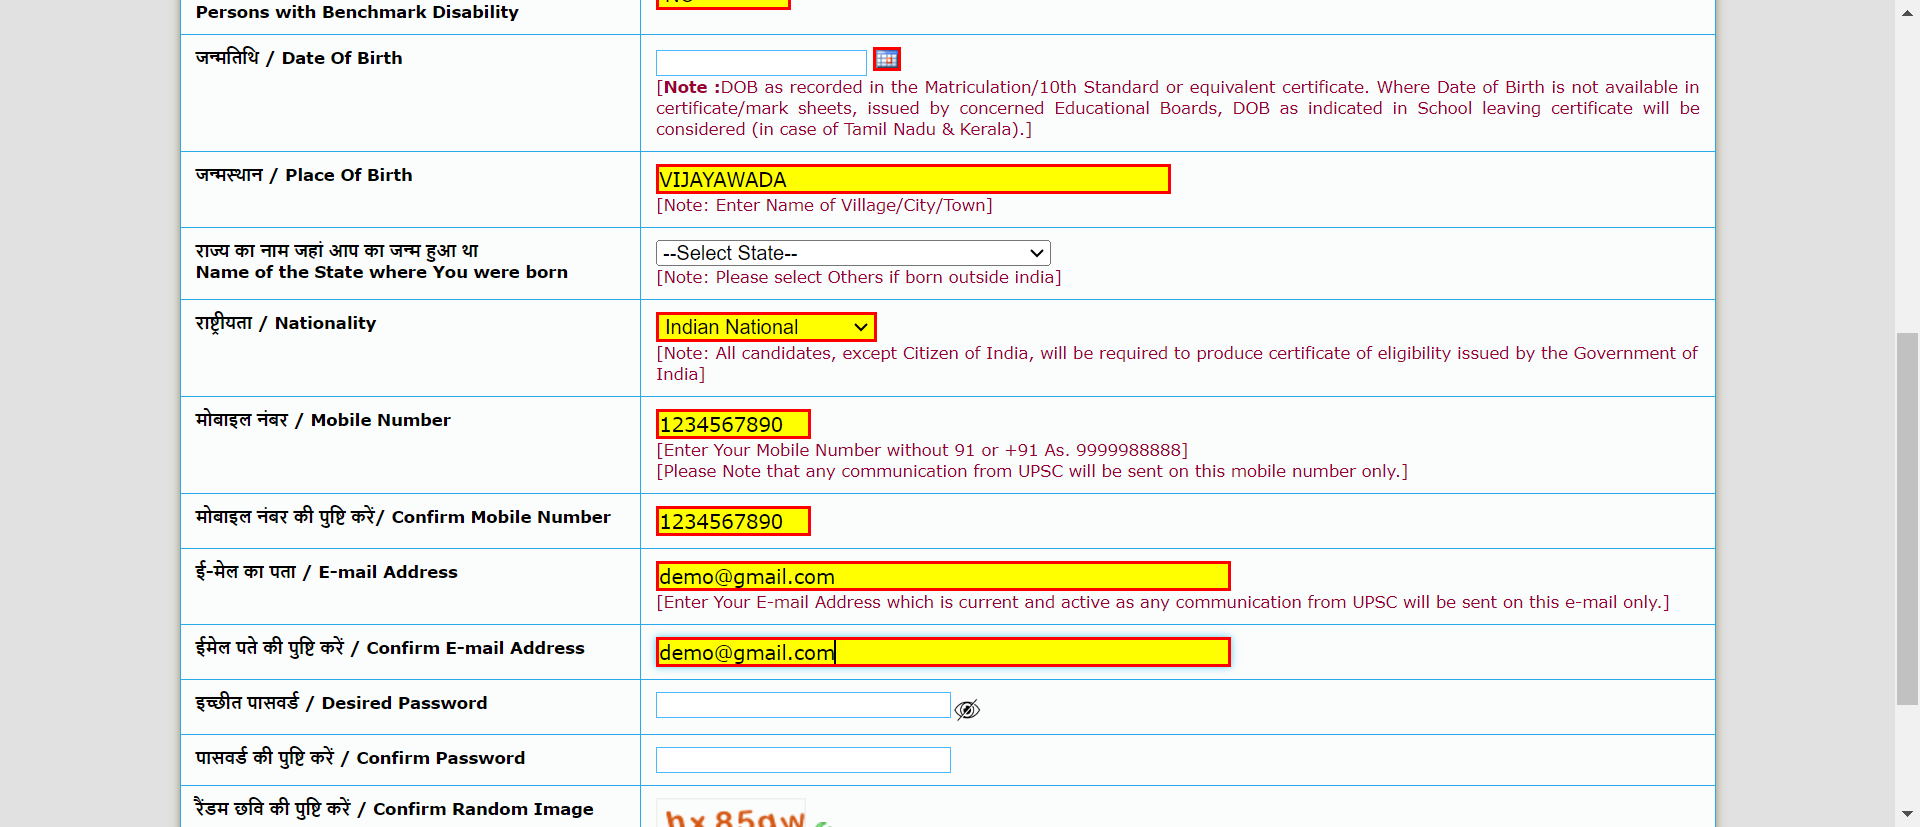 Persons with Benchmark Disability
जन्मतिथि / Date Of Birth
[Note :DOB as recorded in the Matriculation/10th Standard or equivalent certificate. Where Date of Birth is not available in
certificate/mark sheets, issued by concerned Educational Boards, DOB as indicated in School leaving certificate will be
considered (in case of Tamil Nadu & Kerala).]
जन्मस्थान / Place Of Birth
VIJAYAWADA
[Note: Enter Name of Village/City/Town]
राज्य का नाम जहां आप का जन्म हुआ था
Name of the State where You were born
--Select State--
[Note: Please select Others if born outside india]
राष्ट्रीयता / Nationality
Indian National
[Note: All candidates, except Citizen of India, will be required to produce certificate of eligibility issued by the Government of
India]
मोबाइल नंबर / Mobile Number
1234567890
[Enter Your Mobile Number without 91 or +91 As. 9999988888]
[Please Note that any communication from UPSC will be sent on this mobile number only.]
मोबाइल नंबर की पुष्टि करें/ Confirm Mobile Number
1234567890
ई-मेल का पता / E-mail Address
demo@gmail.com
[Enter Your E-mail Address which is current and active as any communication from UPSC will be sent on this e-mail only.]
ईमेल पते की पुष्टि करें / Confirm E-mail Address
demo@gmail.com
इच्छीत पासवर्ड / Desired Password
पासवर्ड की पुष्टि करें / Confirm Password
रैंडम छवि की पुष्टि करें / Confirm Random Image